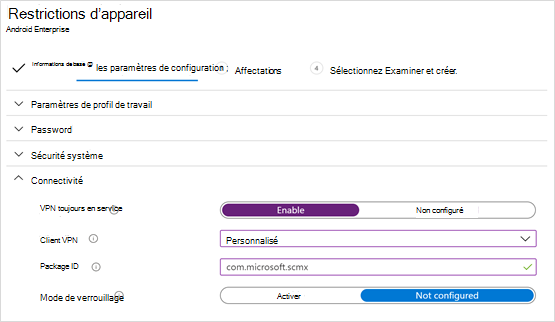 Restrictions d’appareil
Android Enterprise
Informations de base les paramètres de configuration ; Affectations 4 Sélectionnez Examiner et créer.
Paramètres de profil de travail
Password
Sécurité système
Connectivité
VPN toujours en service Enable Non configuré
Client VPN Personnalisé
Package ID com.microsoft.scmx
Mode de verrouillage Activer Not configured